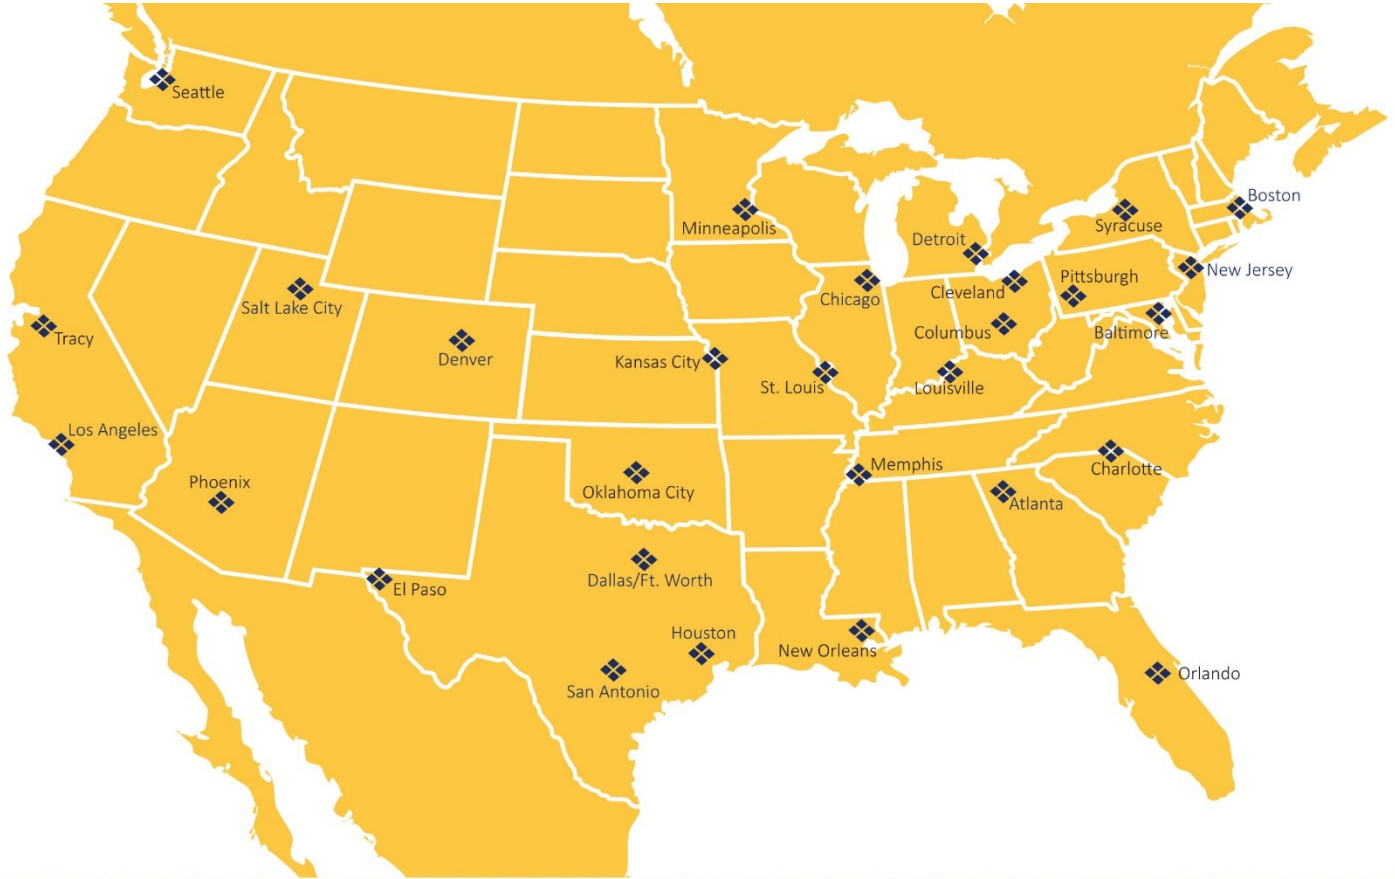 Seattle
Boston
Minneapolis
Syracuse
Detroit
New Jersey
Pittsburgh
Cleveland
Chicago
Salt Lake City
Columbus
Baltimore
Tracy
Denver
Kansas City
St. Louis
Louisville
Los Angeles
Memphis
Charlotte
Phoenix
Oklahoma City
Atlanta
Dallas/Ft. Worth
El Paso
Houston
New Orleans
Orlando
San Antonio